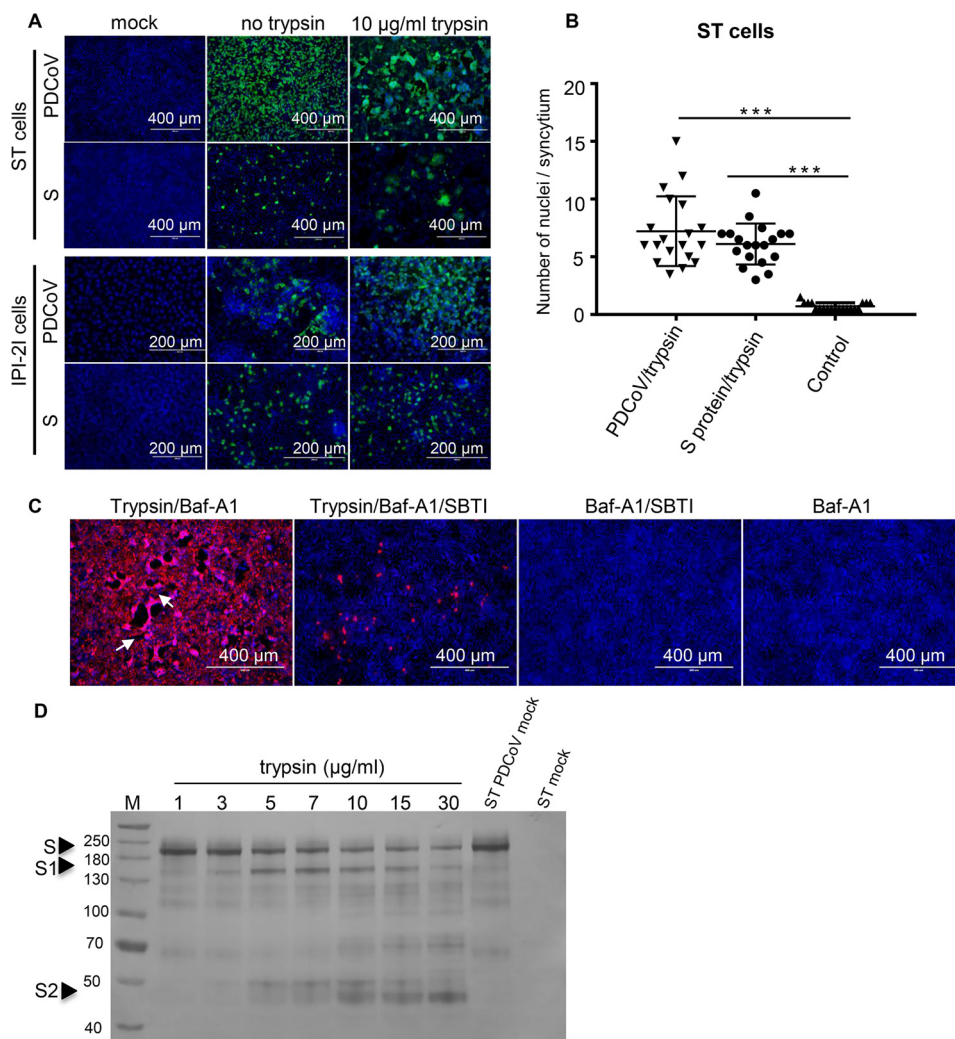 A
mock no trypsin 10 µg/ml trypsin
ST cells
PDCoV
400 µm 400 µm 400 µm
S
400 µm 400 µm 400 µm
IPI-2I cells
PDCoV
200 µm 200 µm 200 µm
S
200 µm 200 µm 200 µm
B
ST cells
Number of nuclei / syncytium
20
15
10
5
0
***
***
PDCoV/trypsin
S protein/trypsin
Control
C
Trypsin/Baf-A1 Trypsin/Baf-A1/SBTI Baf-A1/SBTI Baf-A1
400 µm 400 µm 400 µm 400 µm
D
trypsin (µg/ml)
ST PDCoV mock
ST mock
M 1 3 5 7 10 15 30
S
S1
S2
250
180
130
100
70
50
40